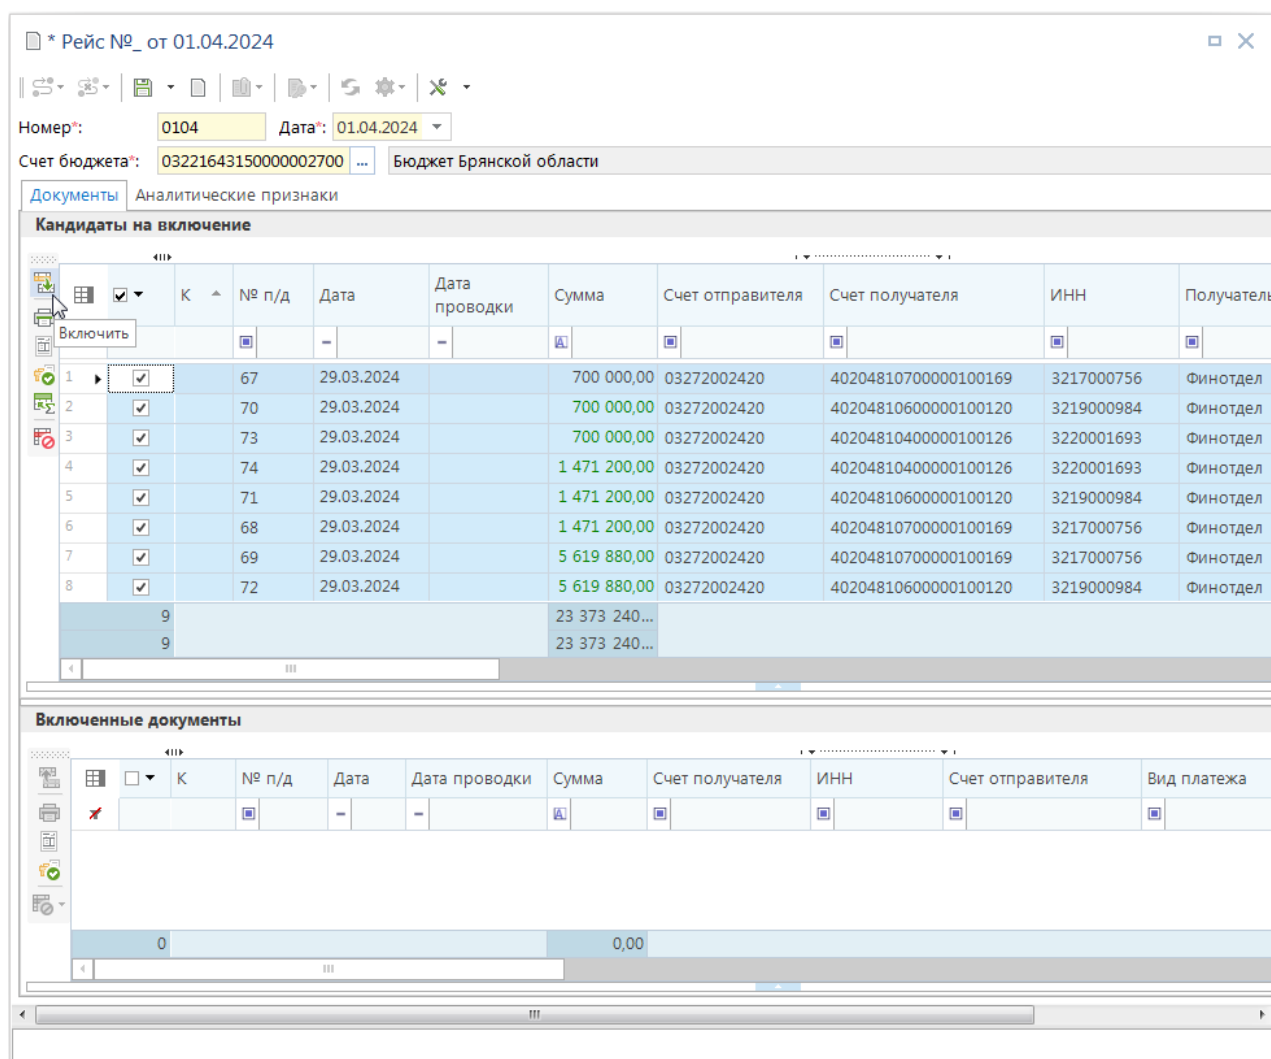 * Рейс №_ от 01.04.2024
Номер*: 0104 Дата*: 01.04.2024
Счет бюджета*: 03221643150000002700 ... Бюджет Брянской области
Документы Аналитические признаки
Кандидаты на включение
К № п/д Дата Дата проводки Сумма Счет отправителя Счет получателя ИНН Получатель
Включить
1 67 29.03.2024 700 000,00 03272002420 40204810700000100169 3217000756 Финотдел
2 70 29.03.2024 700 000,00 03272002420 40204810600000100120 3219000984 Финотдел
3 73 29.03.2024 700 000,00 03272002420 40204810400000100126 3220001693 Финотдел
4 74 29.03.2024 1 471 200,00 03272002420 40204810400000100126 3220001693 Финотдел
5 71 29.03.2024 1 471 200,00 03272002420 40204810600000100120 3219000984 Финотдел
6 68 29.03.2024 1 471 200,00 03272002420 40204810700000100169 3217000756 Финотдел
7 69 29.03.2024 5 619 880,00 03272002420 40204810700000100169 3217000756 Финотдел
8 72 29.03.2024 5 619 880,00 03272002420 40204810600000100120 3219000984 Финотдел
9 23 373 240...
9 23 373 240...
Включенные документы
К № п/д Дата Дата проводки Сумма Счет получателя ИНН Счет отправителя Вид платежа
0 0,00